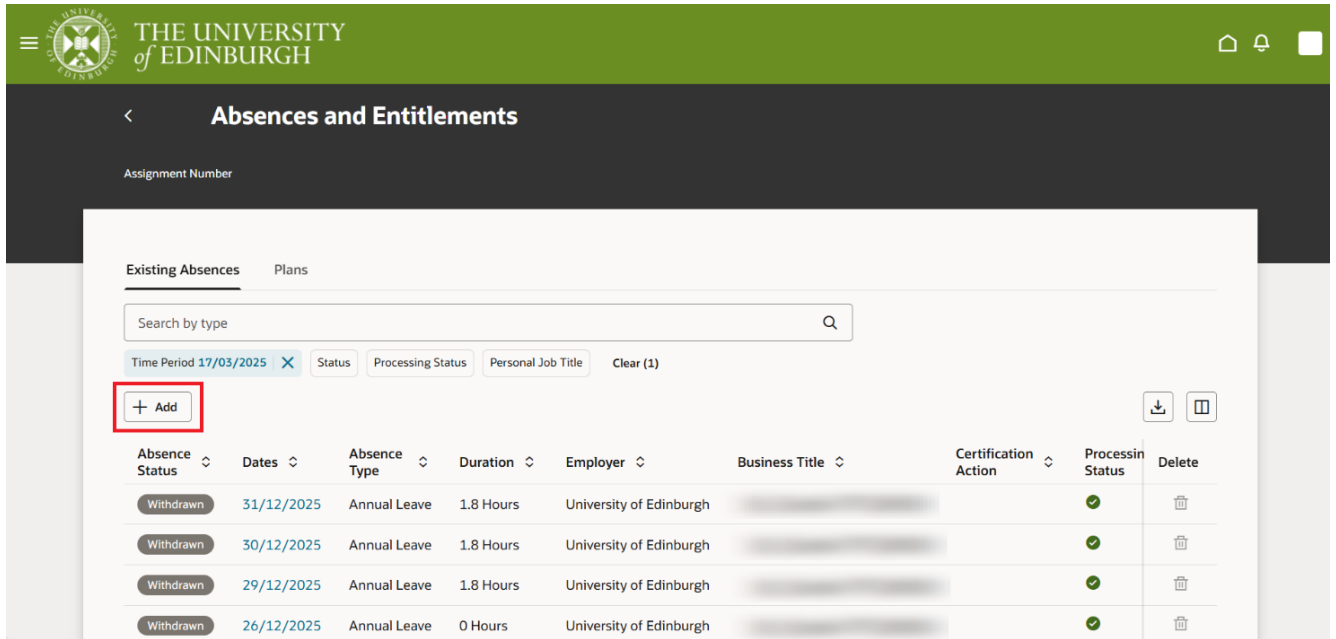 UNIVERSITY
OF EDINBURGH
THE UNIVERSITY
of EDINBURGH
Absences and Entitlements
Assignment Number
Existing Absences Plans
Search by type
Time Period 17/03/2025 Status Processing Status Personal Job Title Clear (1)
+ Add
Absence Status Dates Absence Type Duration Employer Business Title Certification Action Processin Status Delete
Withdrawn 31/12/2025 Annual Leave 1.8 Hours University of Edinburgh
Withdrawn 30/12/2025 Annual Leave 1.8 Hours University of Edinburgh
Withdrawn 29/12/2025 Annual Leave 1.8 Hours University of Edinburgh
Withdrawn 26/12/2025 Annual Leave 0 Hours University of Edinburgh